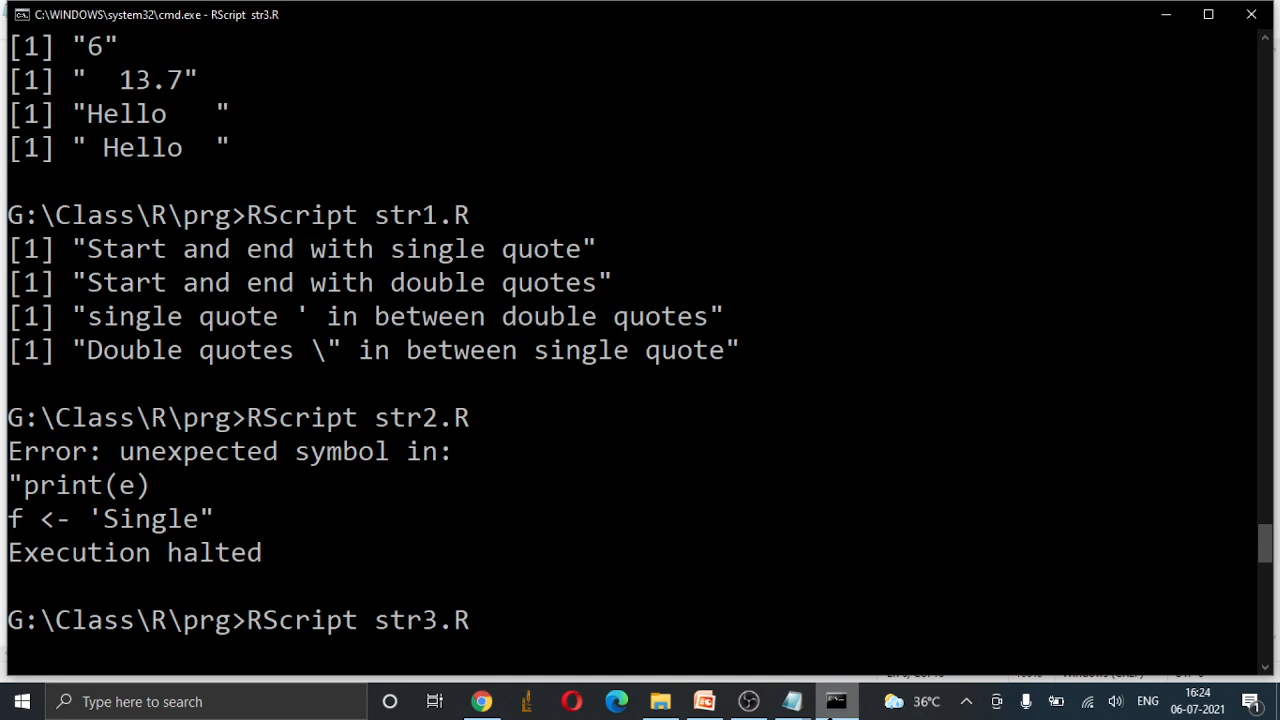 C:\WINDOWS\system32\cmd.exe - RScript str3.R
[1] "6"
[1] "  13.7"
[1] "Hello   "
[1] " Hello  "
G:\Class\R\prg>RScript str1.R
[1] "Start and end with single quote"
[1] "Start and end with double quotes"
[1] "single quote ' in between double quotes"
[1] "Double quotes \" in between single quote"
G:\Class\R\prg>RScript str2.R
Error: unexpected symbol in:
"print(e)
f <- 'Single"
Execution halted
G:\Class\R\prg>RScript str3.R
Type here to search
36°C
ENG
16:24
06-07-2021
1